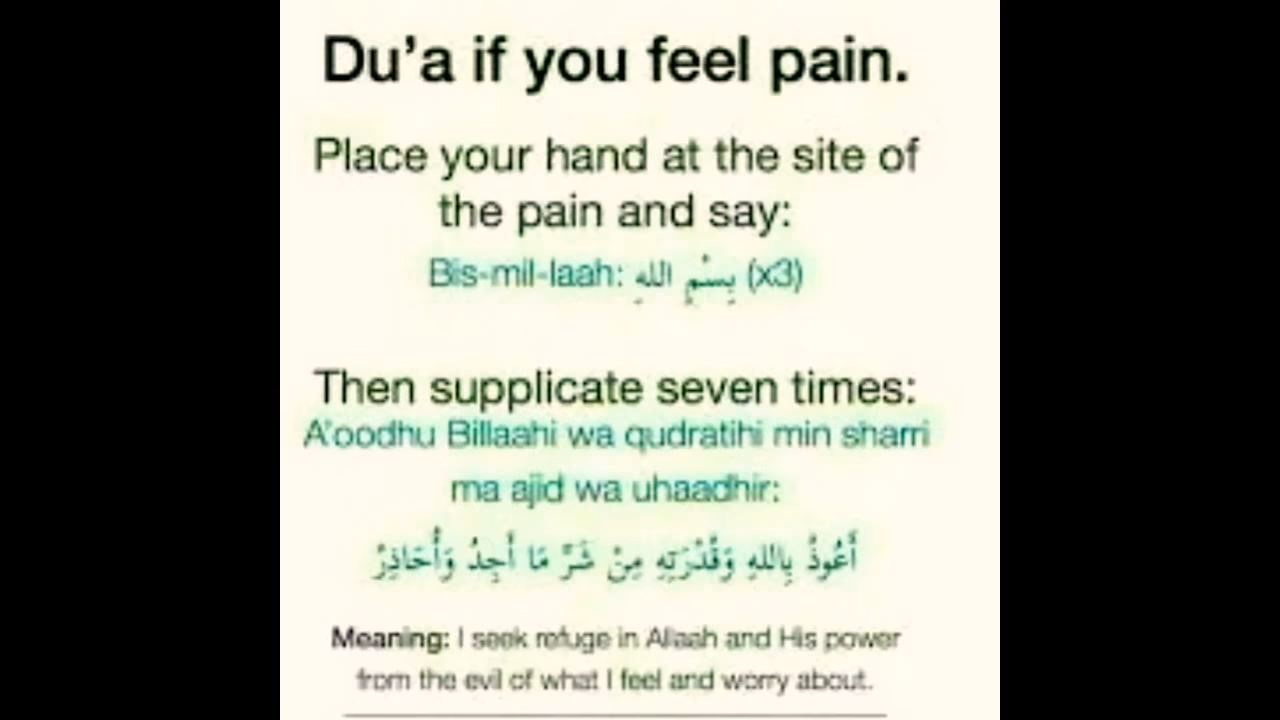 Du'a if you feel pain.
Place your hand at the site of
the pain and say:
Bis-mil-laah: بِسْمِ اللهِ (x3)
Then supplicate seven times:
A'oodhu Billaahi wa qudratihi min sharri
ma ajid wa uhaadhir:
أَعُوذُ بِاللهِ وَقُدْرَتِهِ مِنْ شَرِّ مَا أَجِدُ وَأُحَاذِرُ
Meaning: I seek refuge in Allaah and His power
from the evil of what I feel and worry about.